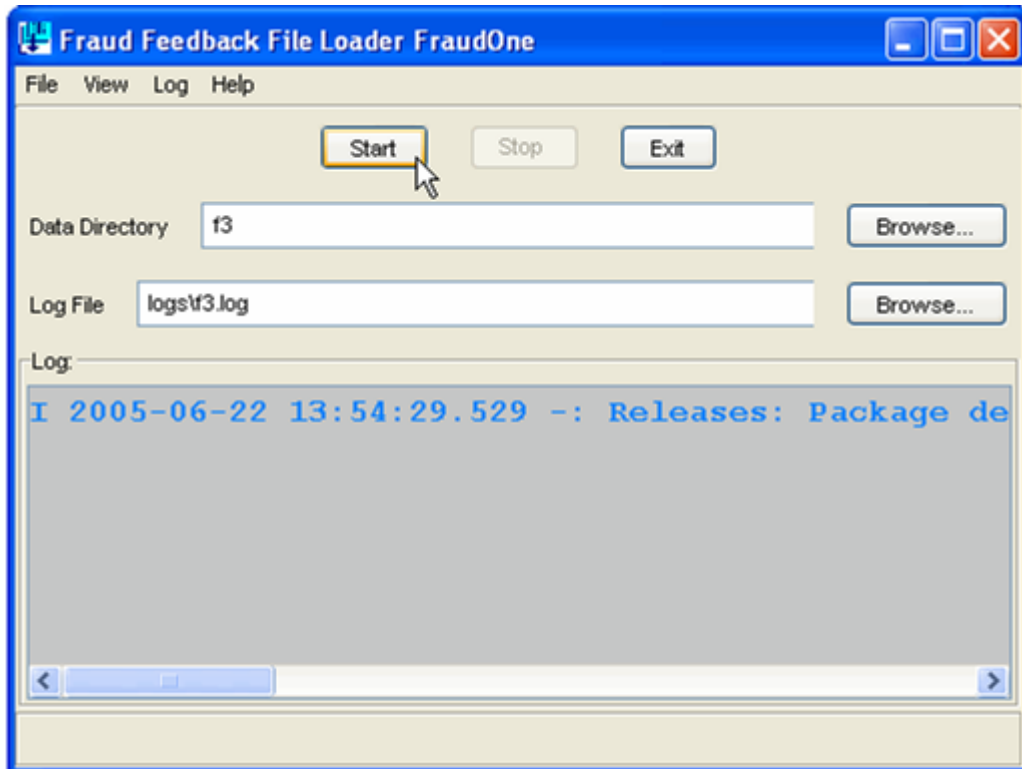 Fraud Feedback File Loader FraudOne
File View Log Help
Start Stop Exit
Data Directory f3 Browse...
Log File logs\f3.log Browse...
Log:
I 2005-06-22 13:54:29.529 -: Releases: Package de